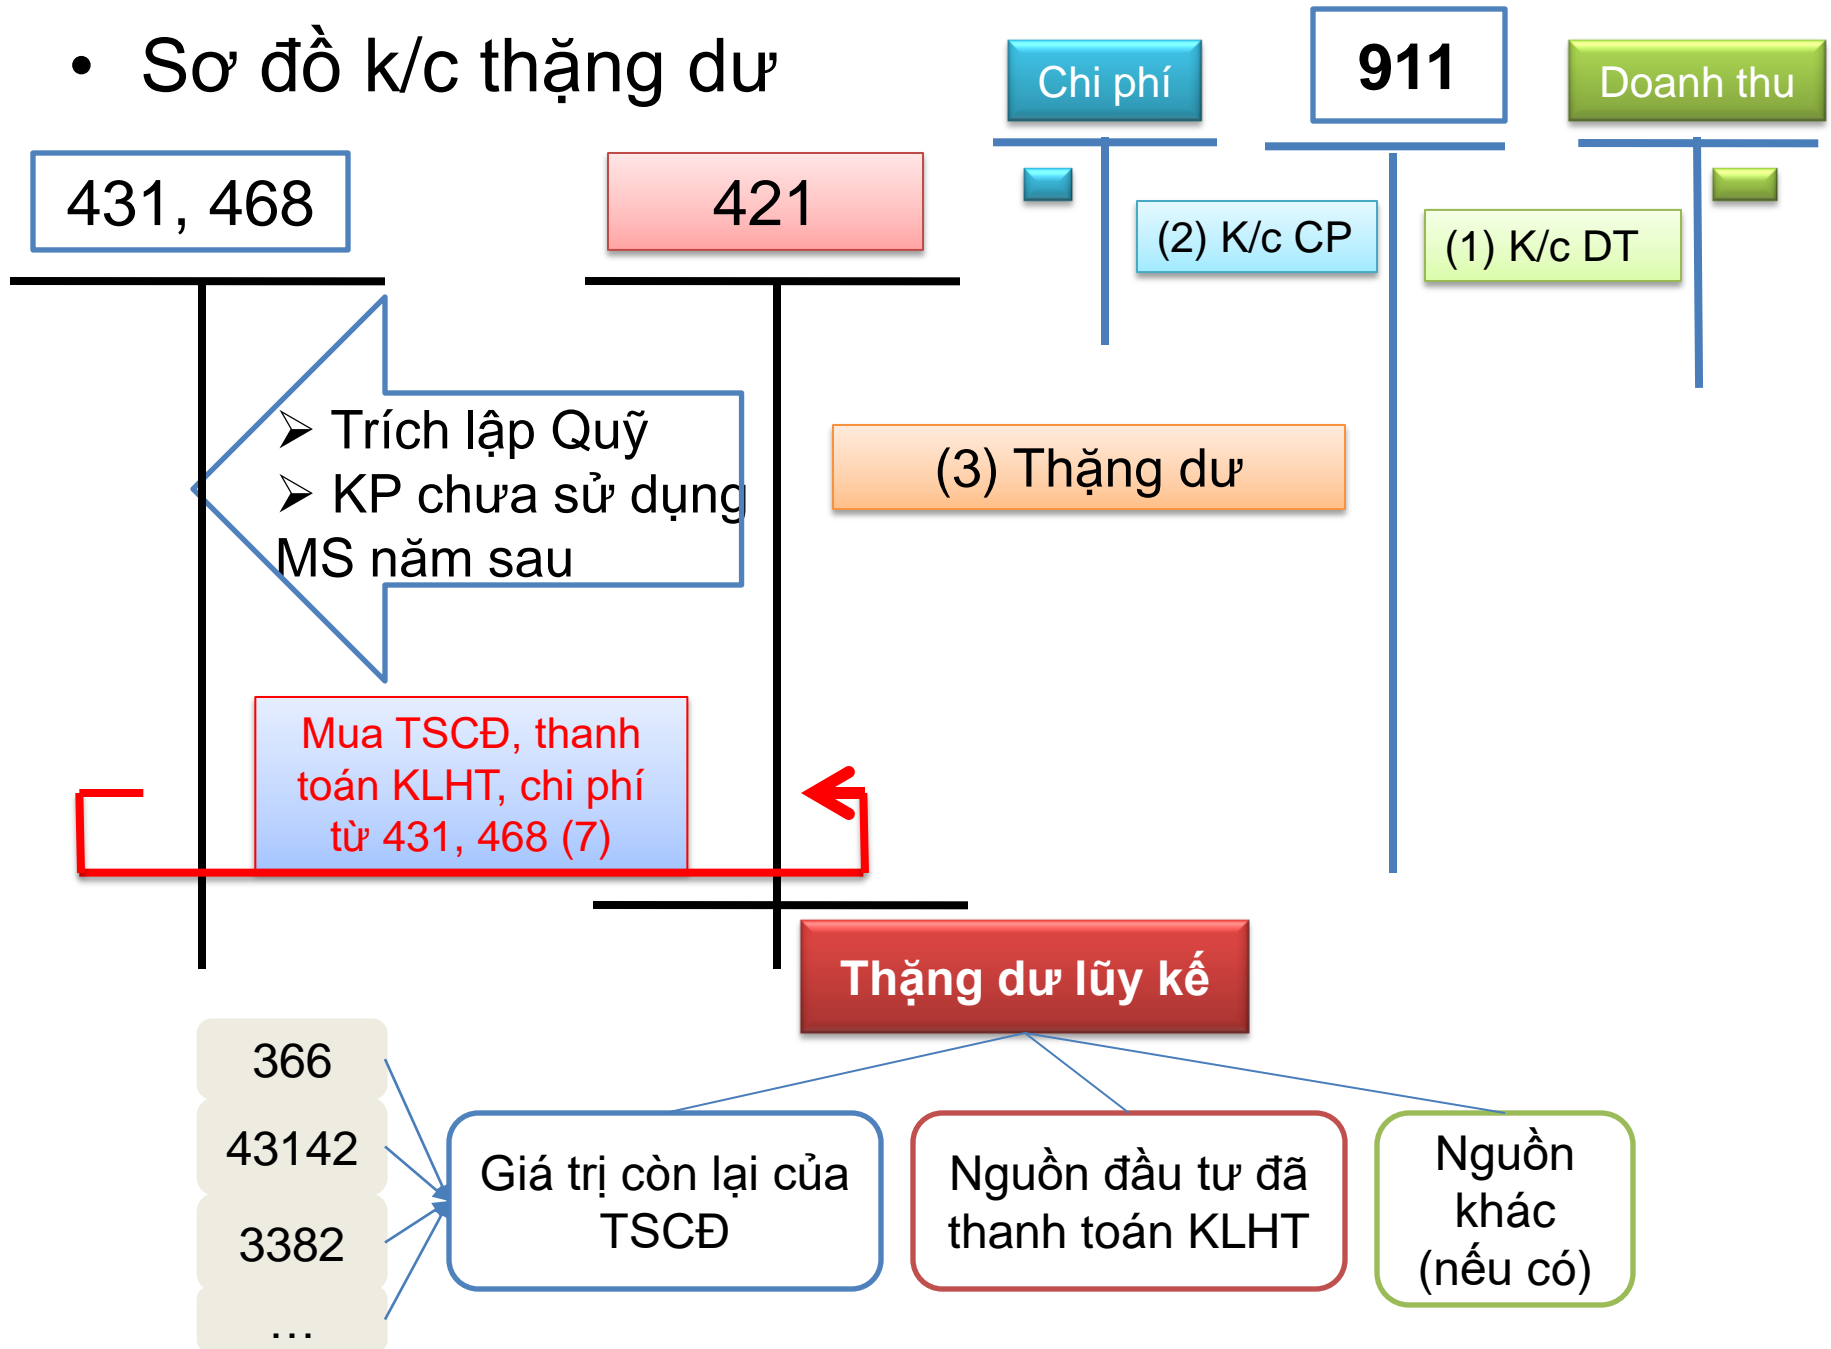 • Sơ đồ k/c thặng dư
Chi phí
911
Doanh thu
431, 468
421
(2) K/c CP
(1) K/c DT
➢ Trích lập Quỹ
➢ KP chưa sử dụng
MS năm sau
(3) Thặng dư
Mua TSCĐ, thanh
toán KLHT, chi phí
từ 431, 468 (7)
Thặng dư lũy kế
366
43142
3382
...
Giá trị còn lại của
TSCĐ
Nguồn đầu tư đã
thanh toán KLHT
Nguồn
khác
(nếu có)